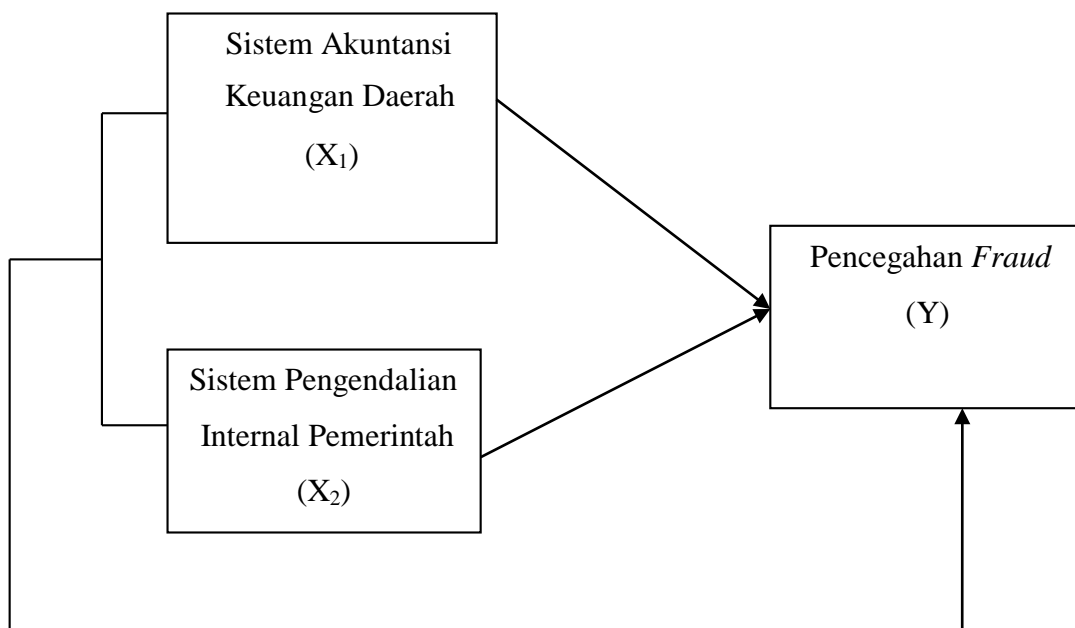 Sistem Akuntansi
Keuangan Daerah
(X₁)
Pencegahan Fraud
(Y)
Sistem Pengendalian
Internal Pemerintah
(X₂)